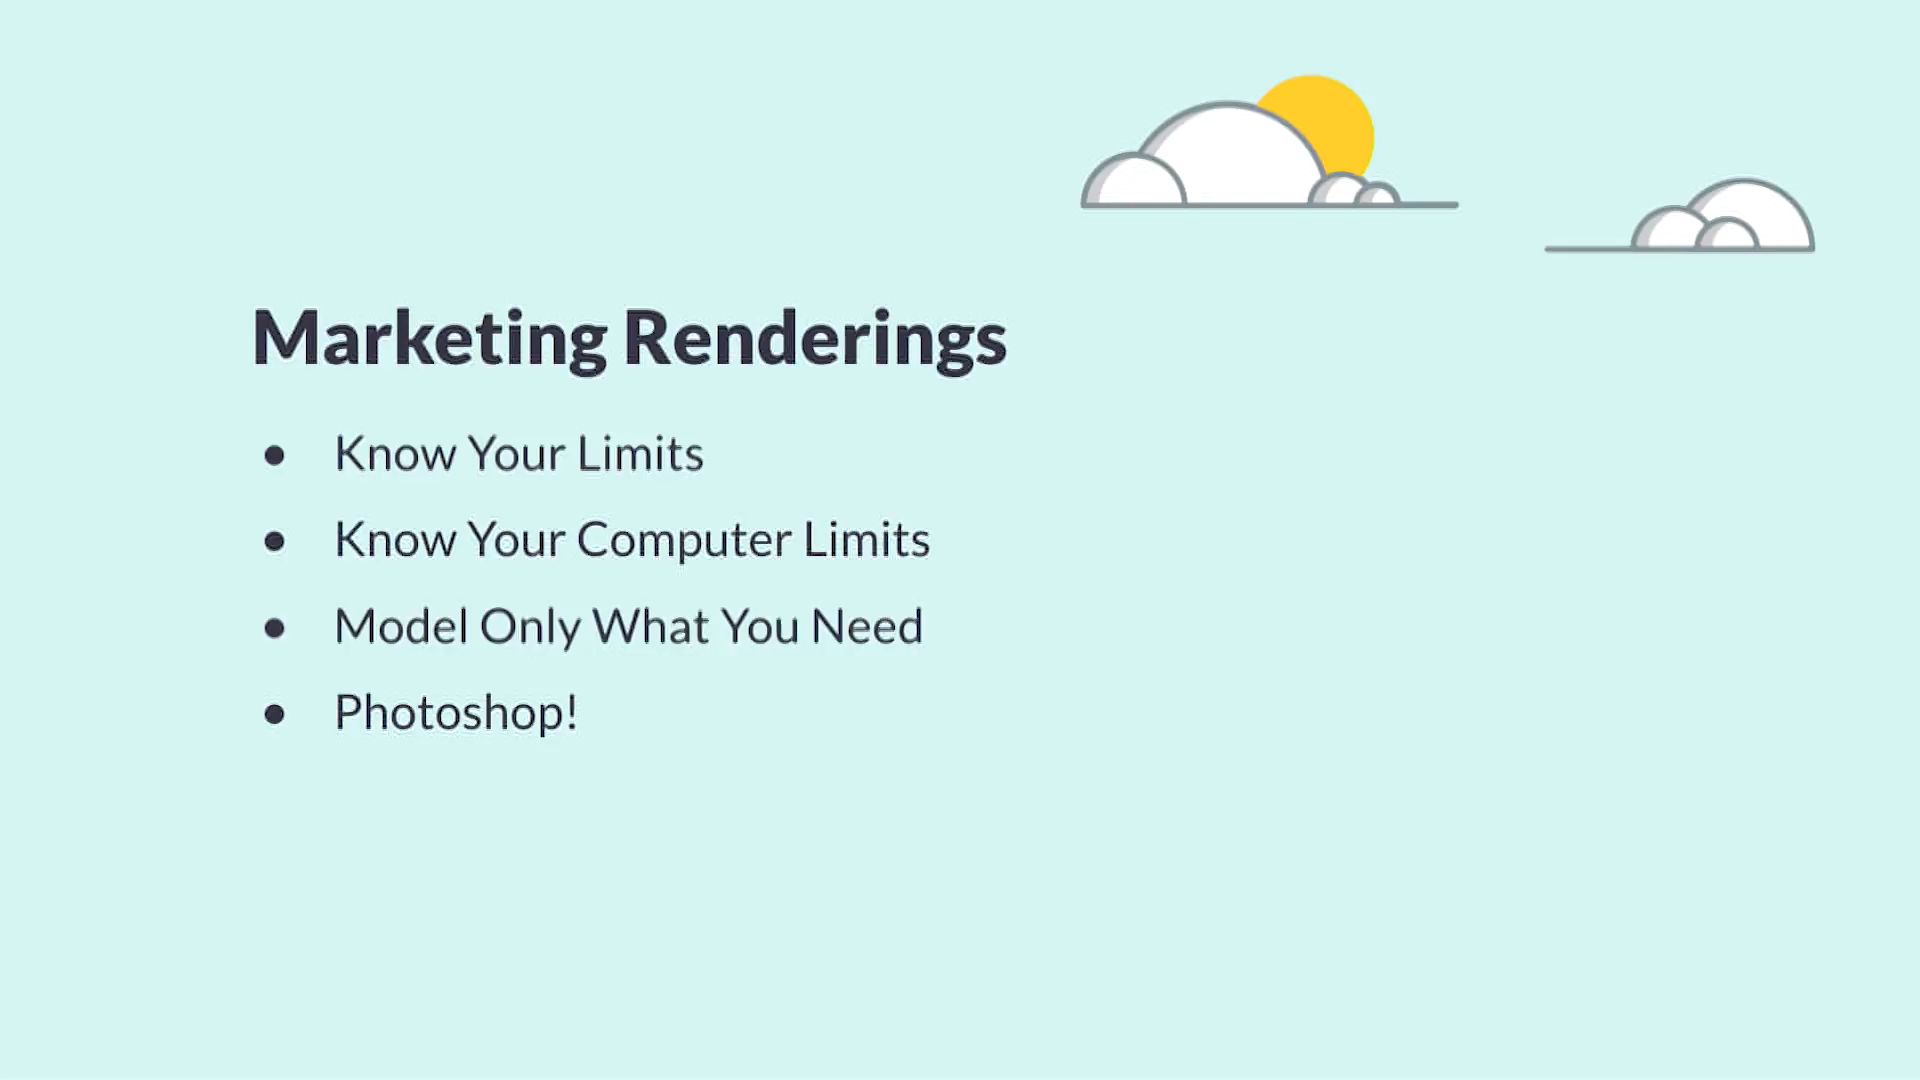 Marketing Renderings
● Know Your Limits
● Know Your Computer Limits
● Model Only What You Need
● Photoshop!